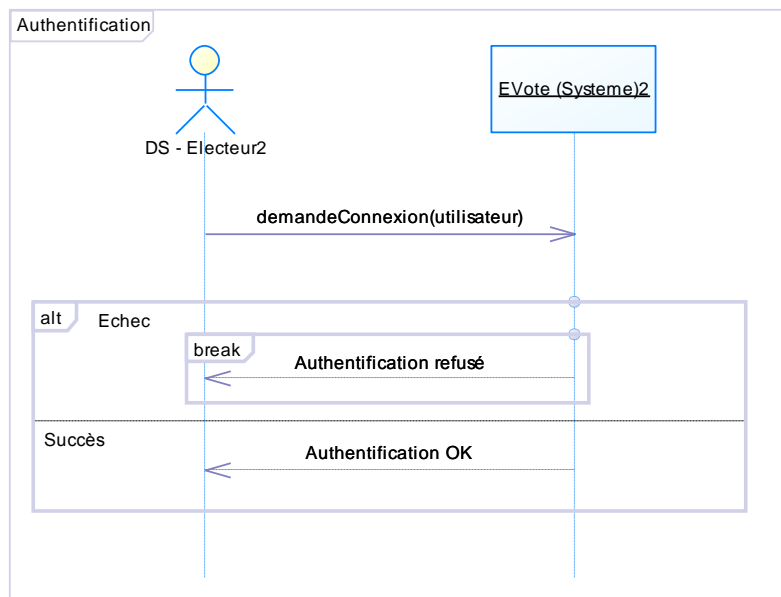 Authentification
EVote (Systeme)2
DS - Electeur2
demandeConnexion(utilisateur)
alt
Echec
break
Authentification refusé
Succès
Authentification OK